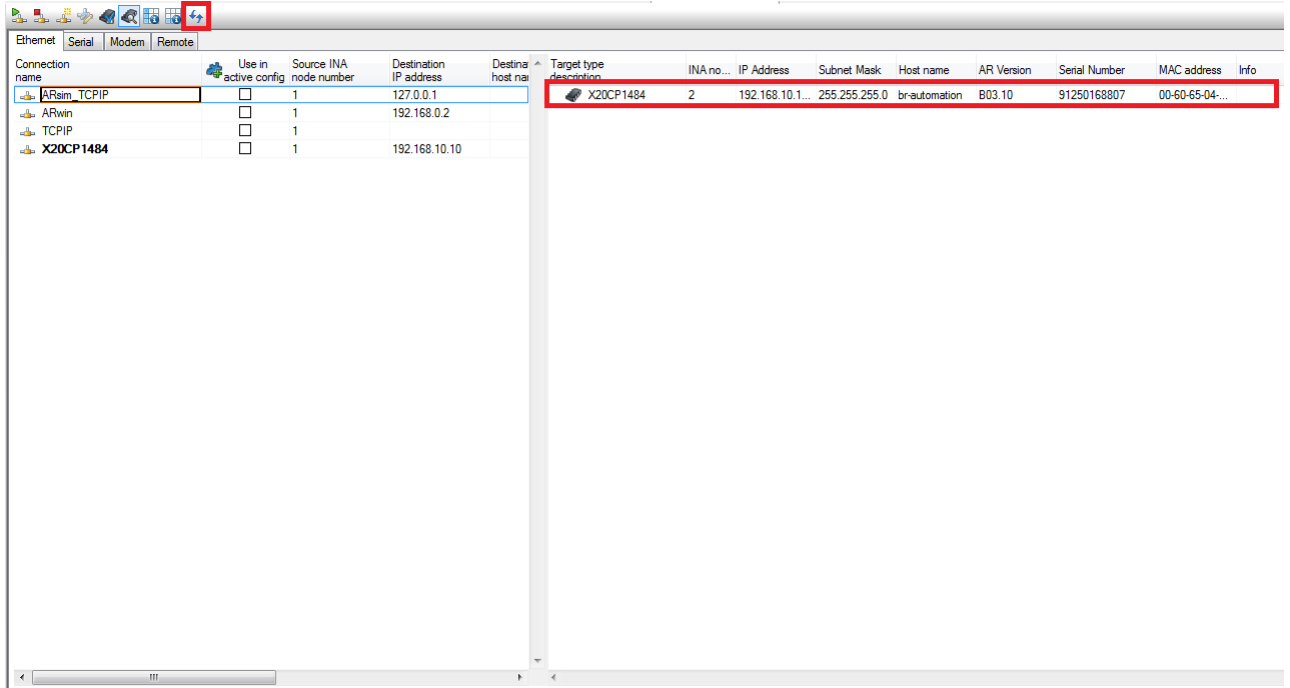 Ethernet Serial Modem Remote
Connection name Use in active config Source INA node number Destination IP address Destina host nar Target type description INA no... IP Address Subnet Mask Host name AR Version Serial Number MAC address Info
ARsim_TCPIP 1 127.0.0.1 X20CP1484 2 192.168.10.1... 255.255.255.0 br-automation B03.10 91250168807 00-60-65-04-...
ARwin 1 192.168.0.2
TCPIP 1
X20CP1484 1 192.168.10.10